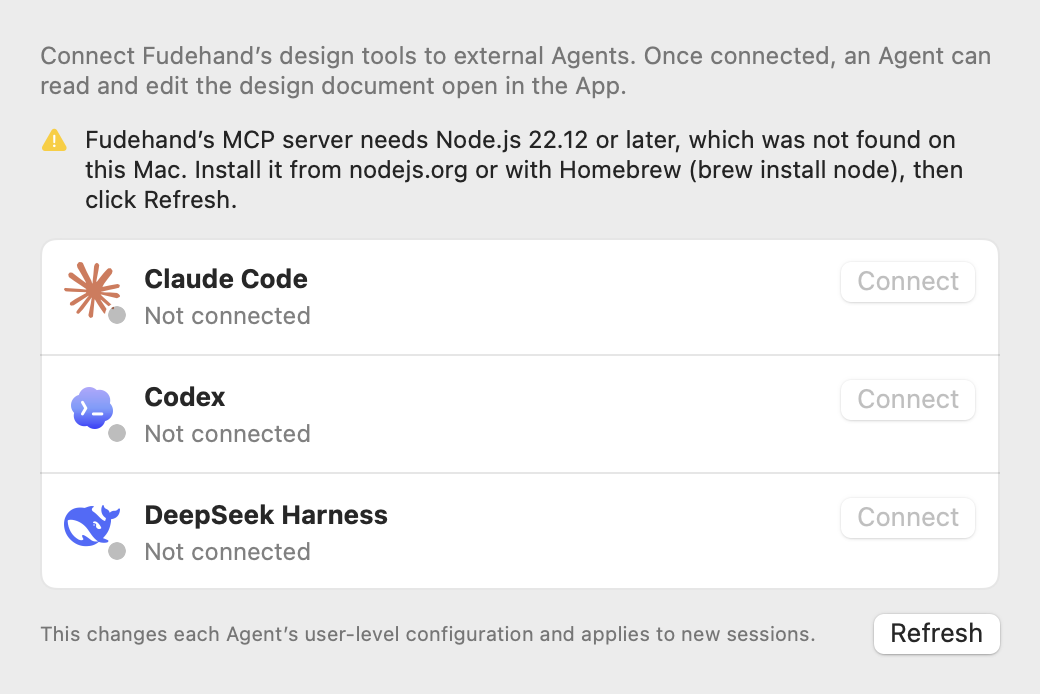 Connect Fudehand’s design tools to external Agents. Once connected, an Agent can
read and edit the design document open in the App.
Fudehand’s MCP server needs Node.js 22.12 or later, which was not found on
this Mac. Install it from nodejs.org or with Homebrew (brew install node), then
click Refresh.
Claude Code
Connect
Not connected
Codex
Connect
Not connected
DeepSeek Harness
Connect
Not connected
This changes each Agent’s user-level configuration and applies to new sessions.
Refresh